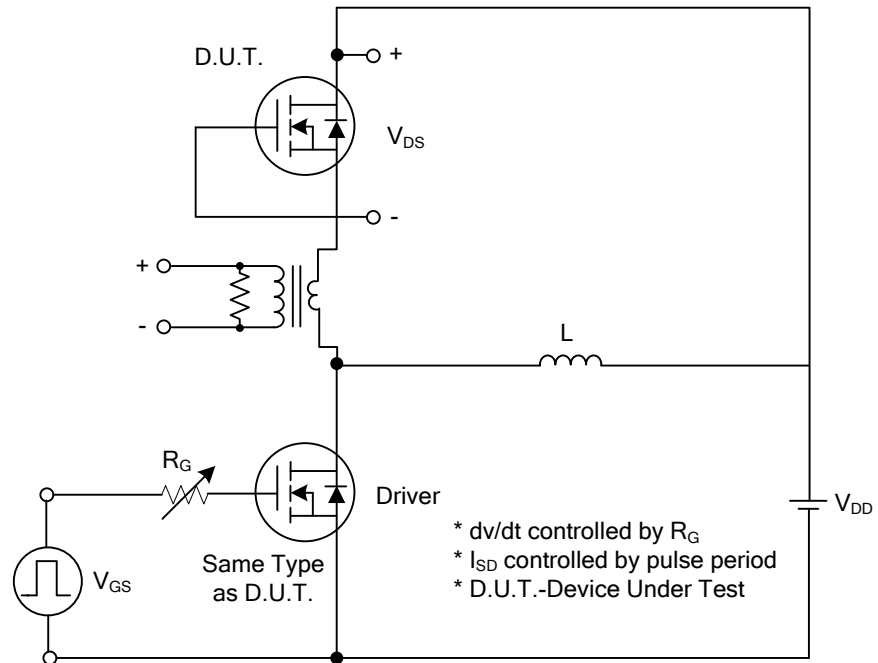 D.U.T.
+
V_DS
-
+
-
L
R_G
Driver
V_DD
V_GS
Same Type
as D.U.T.
* dv/dt controlled by R_G
* I_SD controlled by pulse period
* D.U.T.-Device Under Test